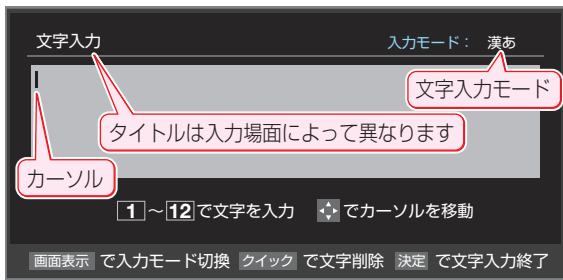 文字入力 入力モード： 漢あ
文字入力モード
タイトルは入力場面によって異なります
カーソル
1～12で文字を入力 でカーソルを移動
画面表示 で入力モード切換 クイック で文字削除 決定 で文字入力終了